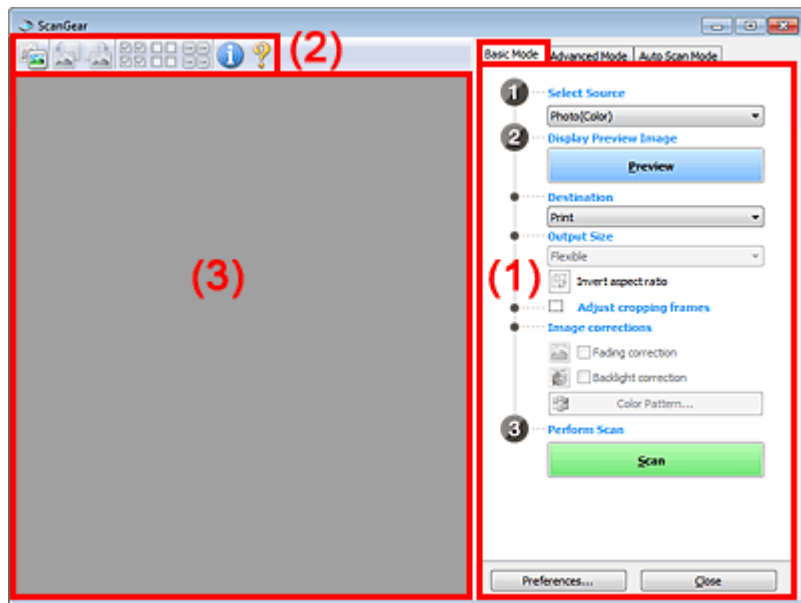 ScanGear
(2)
Basic Mode Advanced Mode Auto Scan Mode
1 Select Source
Photo(Color)
2 Display Preview Image
Preview
Destination
Print
Output Size
Flexible
(3)
(1)
Invert aspect ratio
Adjust cropping frames
Image corrections
Fading correction
Backlight correction
Color Pattern...
3 Perform Scan
Scan
Preferences... Close